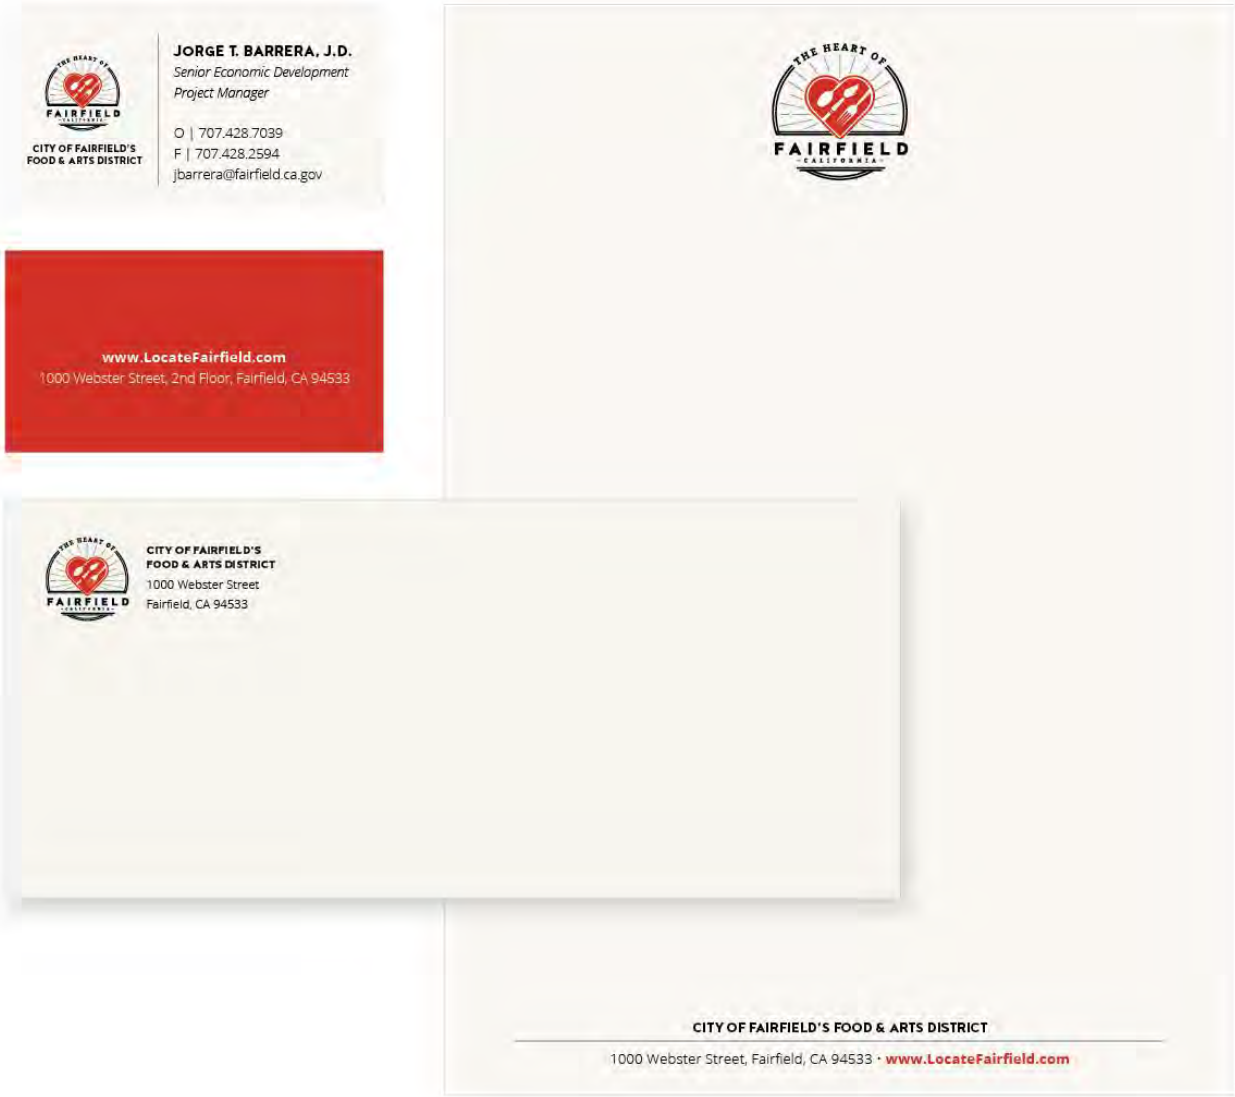 THE HEART OF
FAIRFIELD
CALIFORNIA
CITY OF FAIRFIELD'S
FOOD & ARTS DISTRICT
JORGE T. BARRERA, J.D.
Senior Economic Development
Project Manager
O | 707.428.7039
F | 707.428.2594
jbarrera@fairfield.ca.gov
www.LocateFairfield.com
1000 Webster Street, 2nd Floor, Fairfield, CA 94533
THE HEART OF
FAIRFIELD
CALIFORNIA
CITY OF FAIRFIELD'S
FOOD & ARTS DISTRICT
1000 Webster Street
Fairfield, CA 94533
THE HEART OF
FAIRFIELD
CALIFORNIA
CITY OF FAIRFIELD'S FOOD & ARTS DISTRICT
1000 Webster Street, Fairfield, CA 94533 · www.LocateFairfield.com